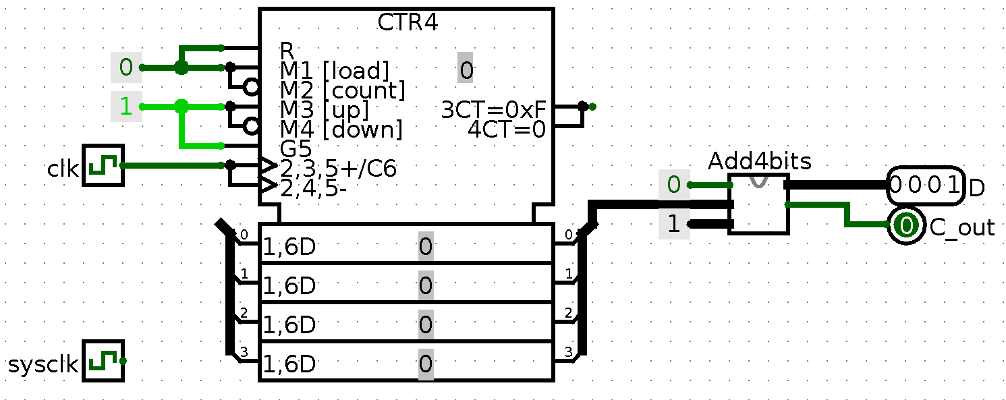 CTR4
R
0
M1 [load]
0
M2 [count]
1
M3 [up]
3CT=0xF
M4 [down]
4CT=0
G5
clk
2,3,5+/C6
2,4,5-
Add4bits
0
0001
D
1
0
C_out
0
1,6D
0
0
1
1,6D
0
1
2
1,6D
0
2
3
1,6D
0
3
sysclk